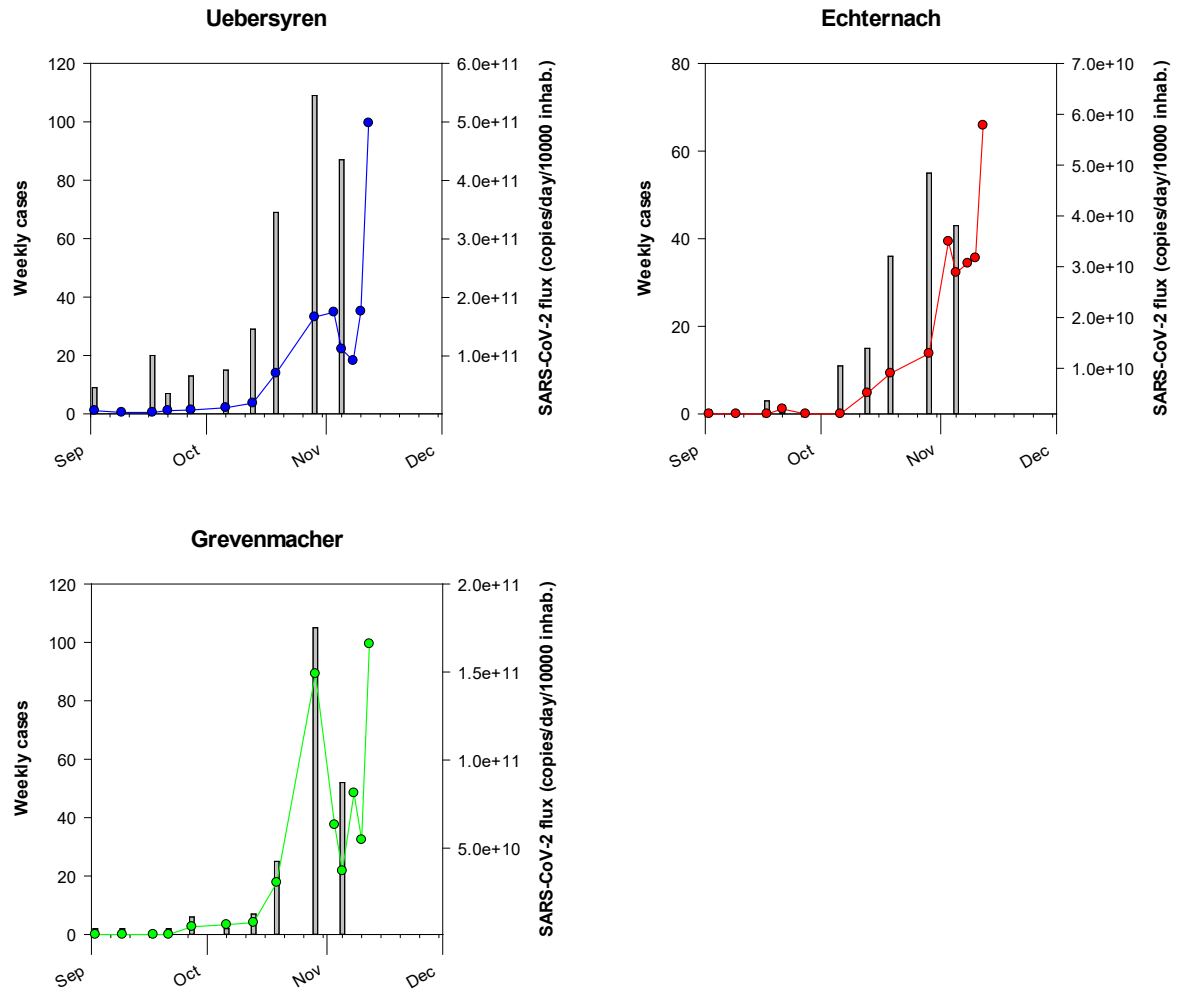 Uebersyren
Weekly cases
120
100
80
60
40
20
0
6.0e+11
5.0e+11
4.0e+11
3.0e+11
2.0e+11
1.0e+11
SARS-CoV-2 flux (copies/day/10000 inhab.)
Sep
Oct
Nov
Dec
Echternach
Weekly cases
80
60
40
20
0
7.0e+10
6.0e+10
5.0e+10
4.0e+10
3.0e+10
2.0e+10
1.0e+10
SARS-CoV-2 flux (copies/day/10000 inhab.)
Sep
Oct
Nov
Dec
Grevenmacher
Weekly cases
120
100
80
60
40
20
0
2.0e+11
1.5e+11
1.0e+11
5.0e+10
SARS-CoV-2 flux (copies/day/10000 inhab.)
Sep
Oct
Nov
Dec